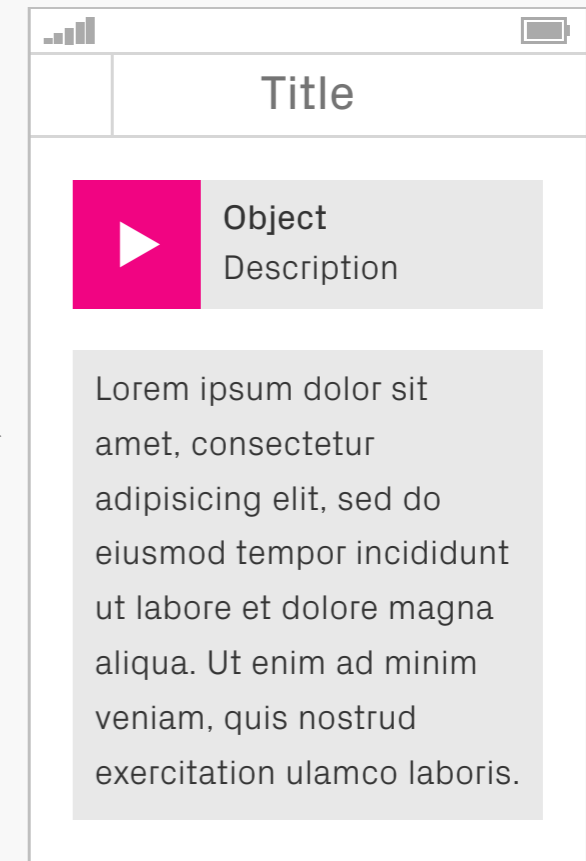 Title
Object
Description
Lorem ipsum dolor sit
amet, consectetur
adipisicing elit, sed do
eiusmod tempor incididunt
ut labore et dolore magna
aliqua. Ut enim ad minim
veniam, quis nostrud
exercitation ulamco laboris.